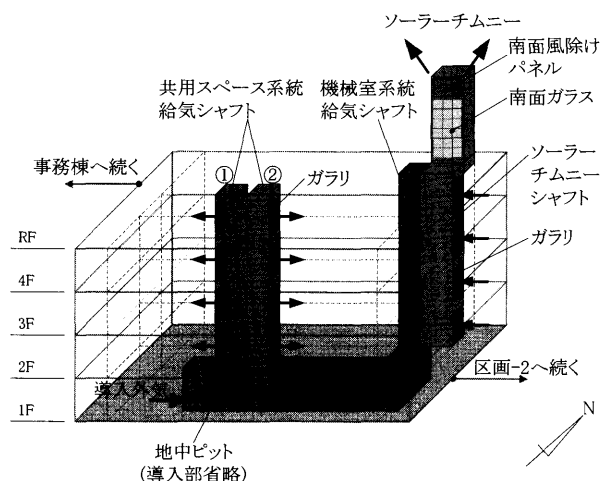 ソーラーチムニー
南面風除け
パネル
南面ガラス
共用スペース系統
給気シャフト
機械室系統
給気シャフト
事務棟へ続く
①
②
ガラリ
ソーラー
チムニー
シャフト
ガラリ
RF
4F
3F
2F
1F
導入外気
区画-2へ続く
地中ピット
(導入部省略)
N